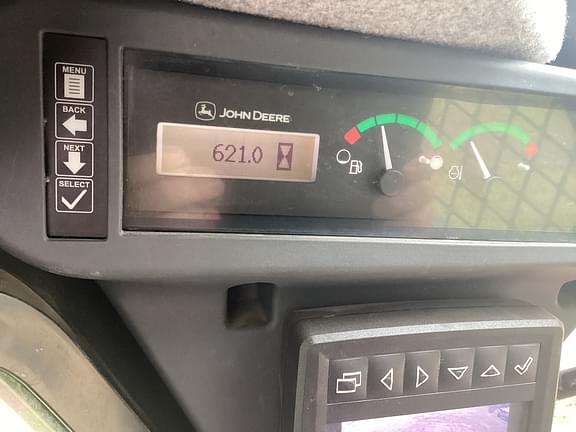 MENU
BACK
NEXT
SELECT
JOHN DEERE
621.0